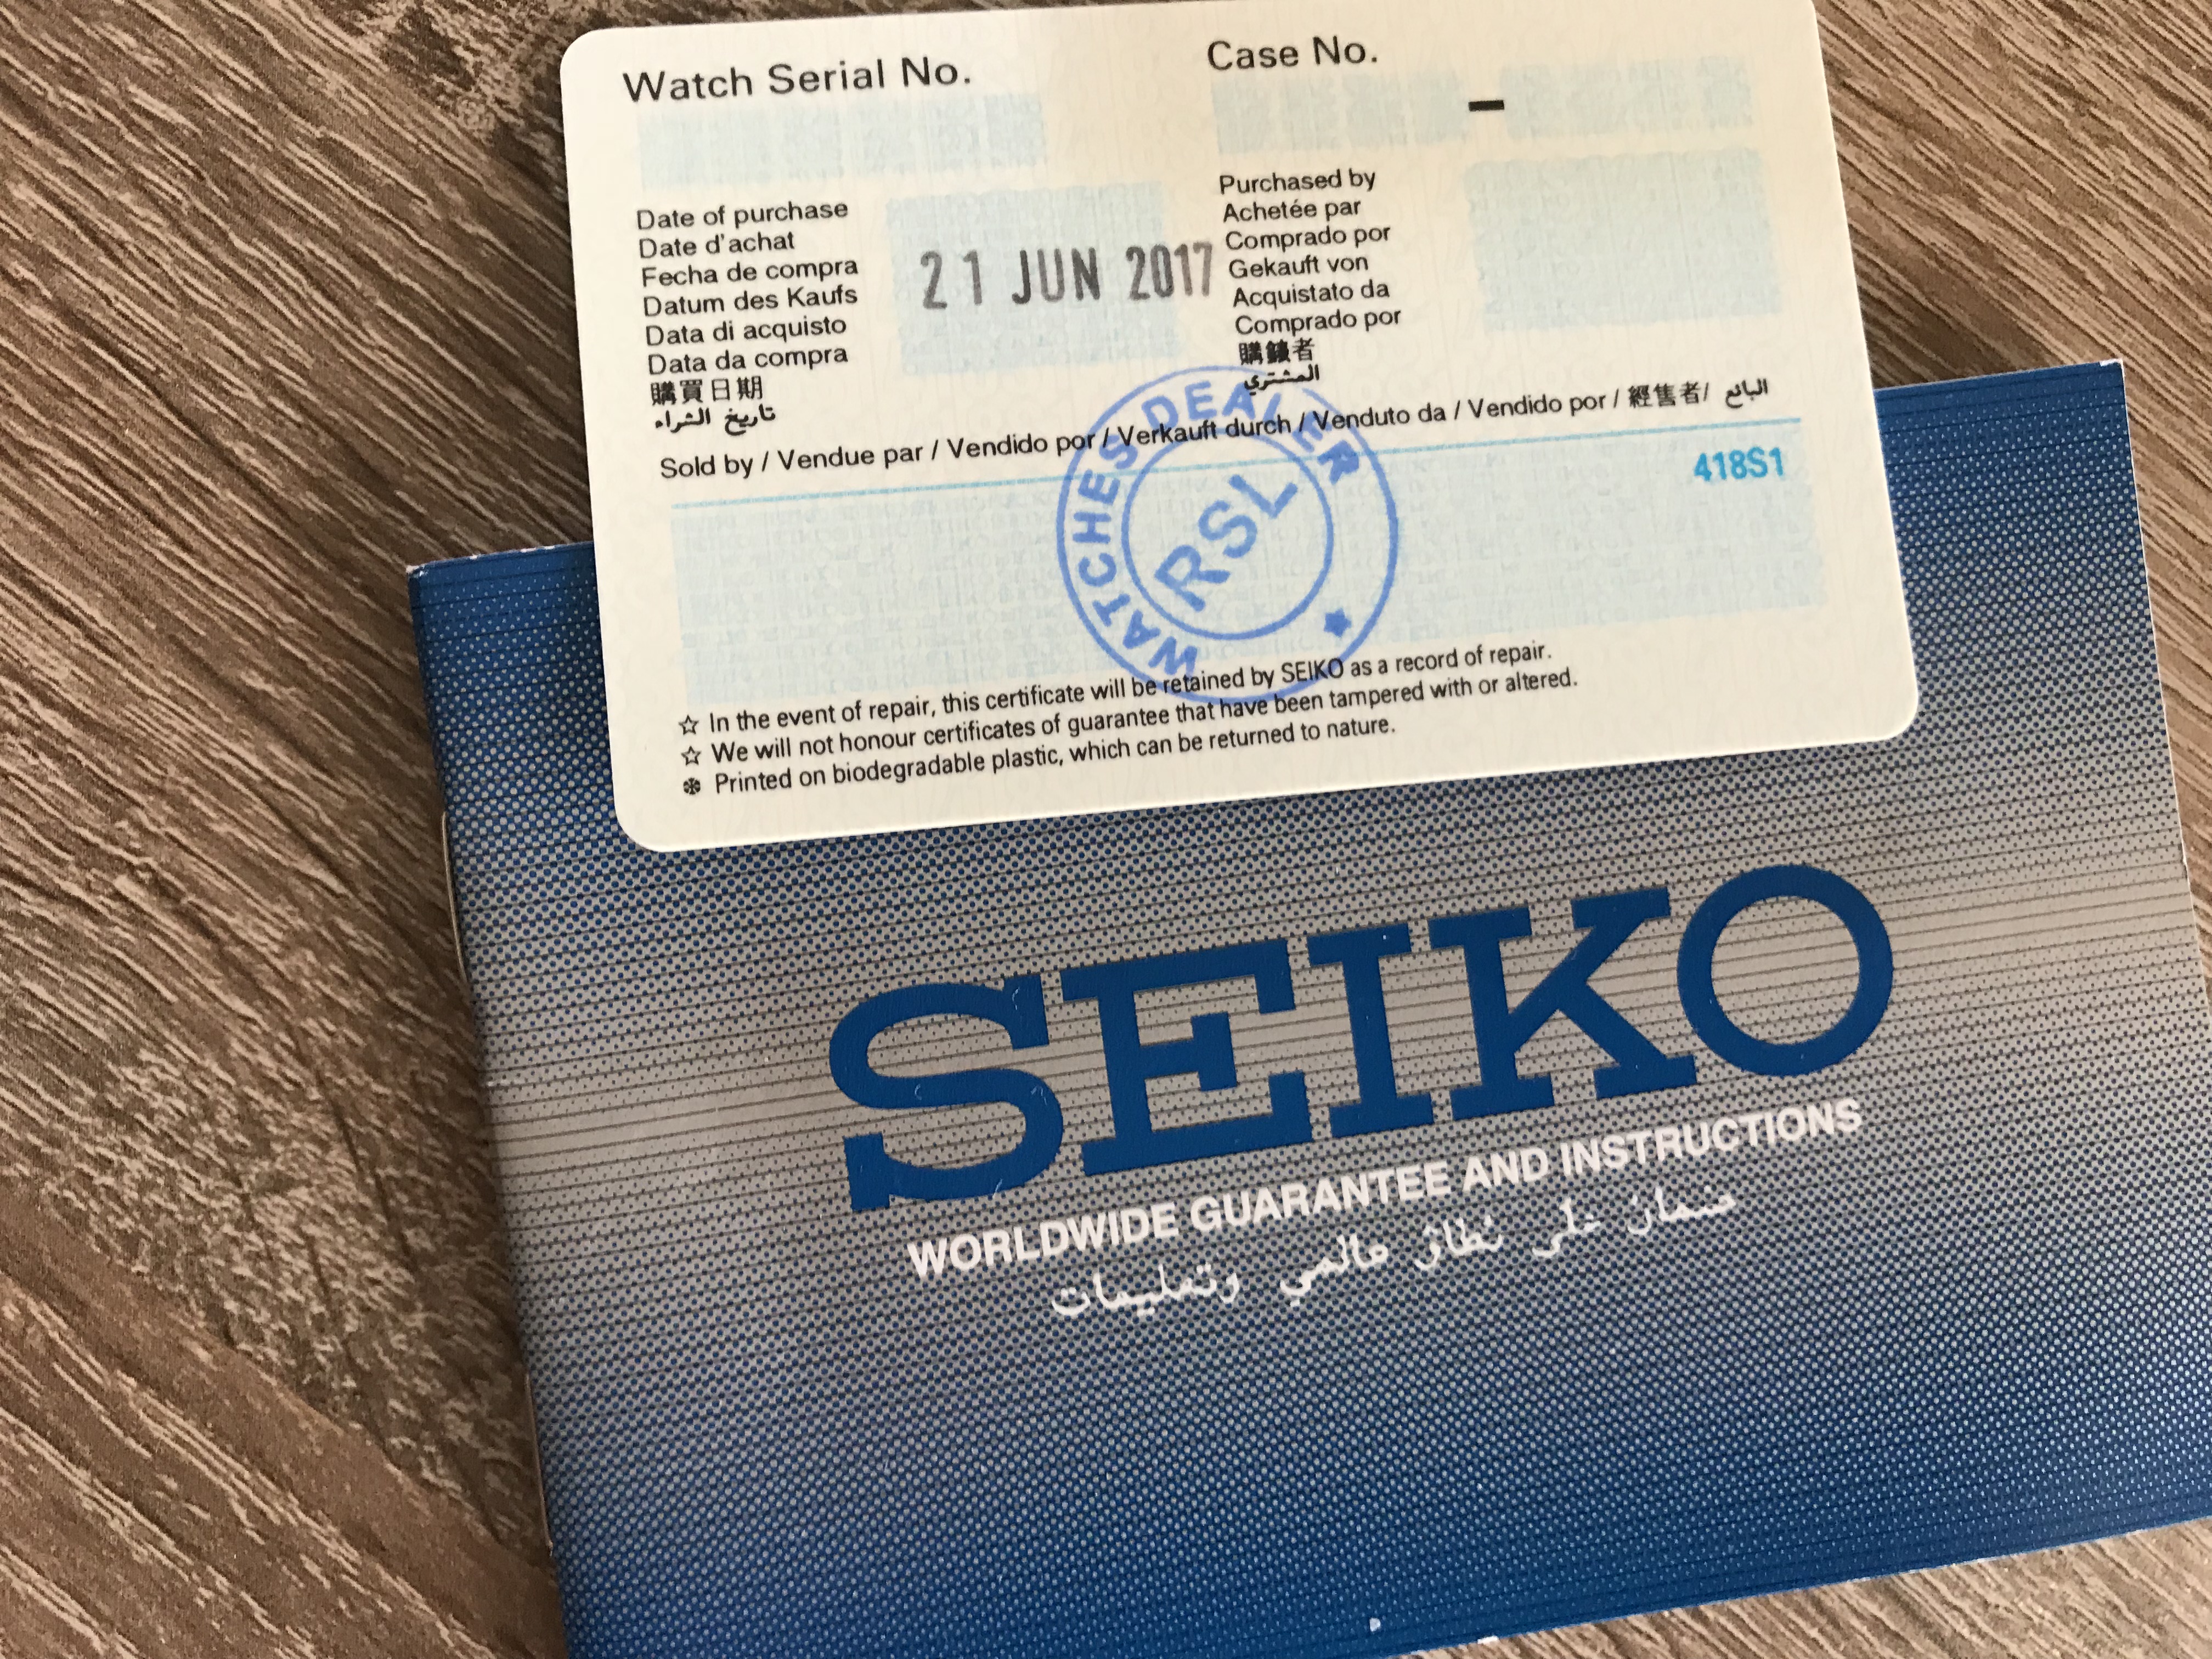 Watch Serial No.
Case No.
-
Date of purchase
Date d'achat
Fecha de compra
Datum des Kaufs
Data di acquisto
Data da compra
購買日期
تاريخ الشراء
21 JUN 2017
Purchased by
Achetée par
Comprado por
Gekauft von
Acquistato da
Comprado por
購錶者
المشتري
Sold by / Vendue par / Vendido por / Verkauft durch / Venduto da / Vendido por / 經售者/ البائع
418S1
WATCHES DEALER
RSL
☆ In the event of repair, this certificate will be retained by SEIKO as a record of repair.
☆ We will not honour certificates of guarantee that have been tampered with or altered.
❇ Printed on biodegradable plastic, which can be returned to nature.
SEIKO
WORLDWIDE GUARANTEE AND INSTRUCTIONS
ضمان على نطاق عالمي وتعليمات